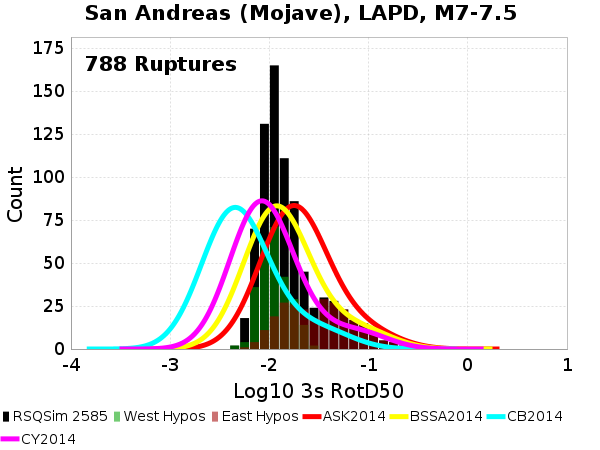 San Andreas (Mojave), LAPD, M7-7.5
788 Ruptures
175
150
125
100
75
50
25
0
Count
-4 -3 -2 -1 0 1
Log10 3s RotD50
RSQSim 2585 West Hypos East Hypos ASK2014 BSSA2014 CB2014
CY2014